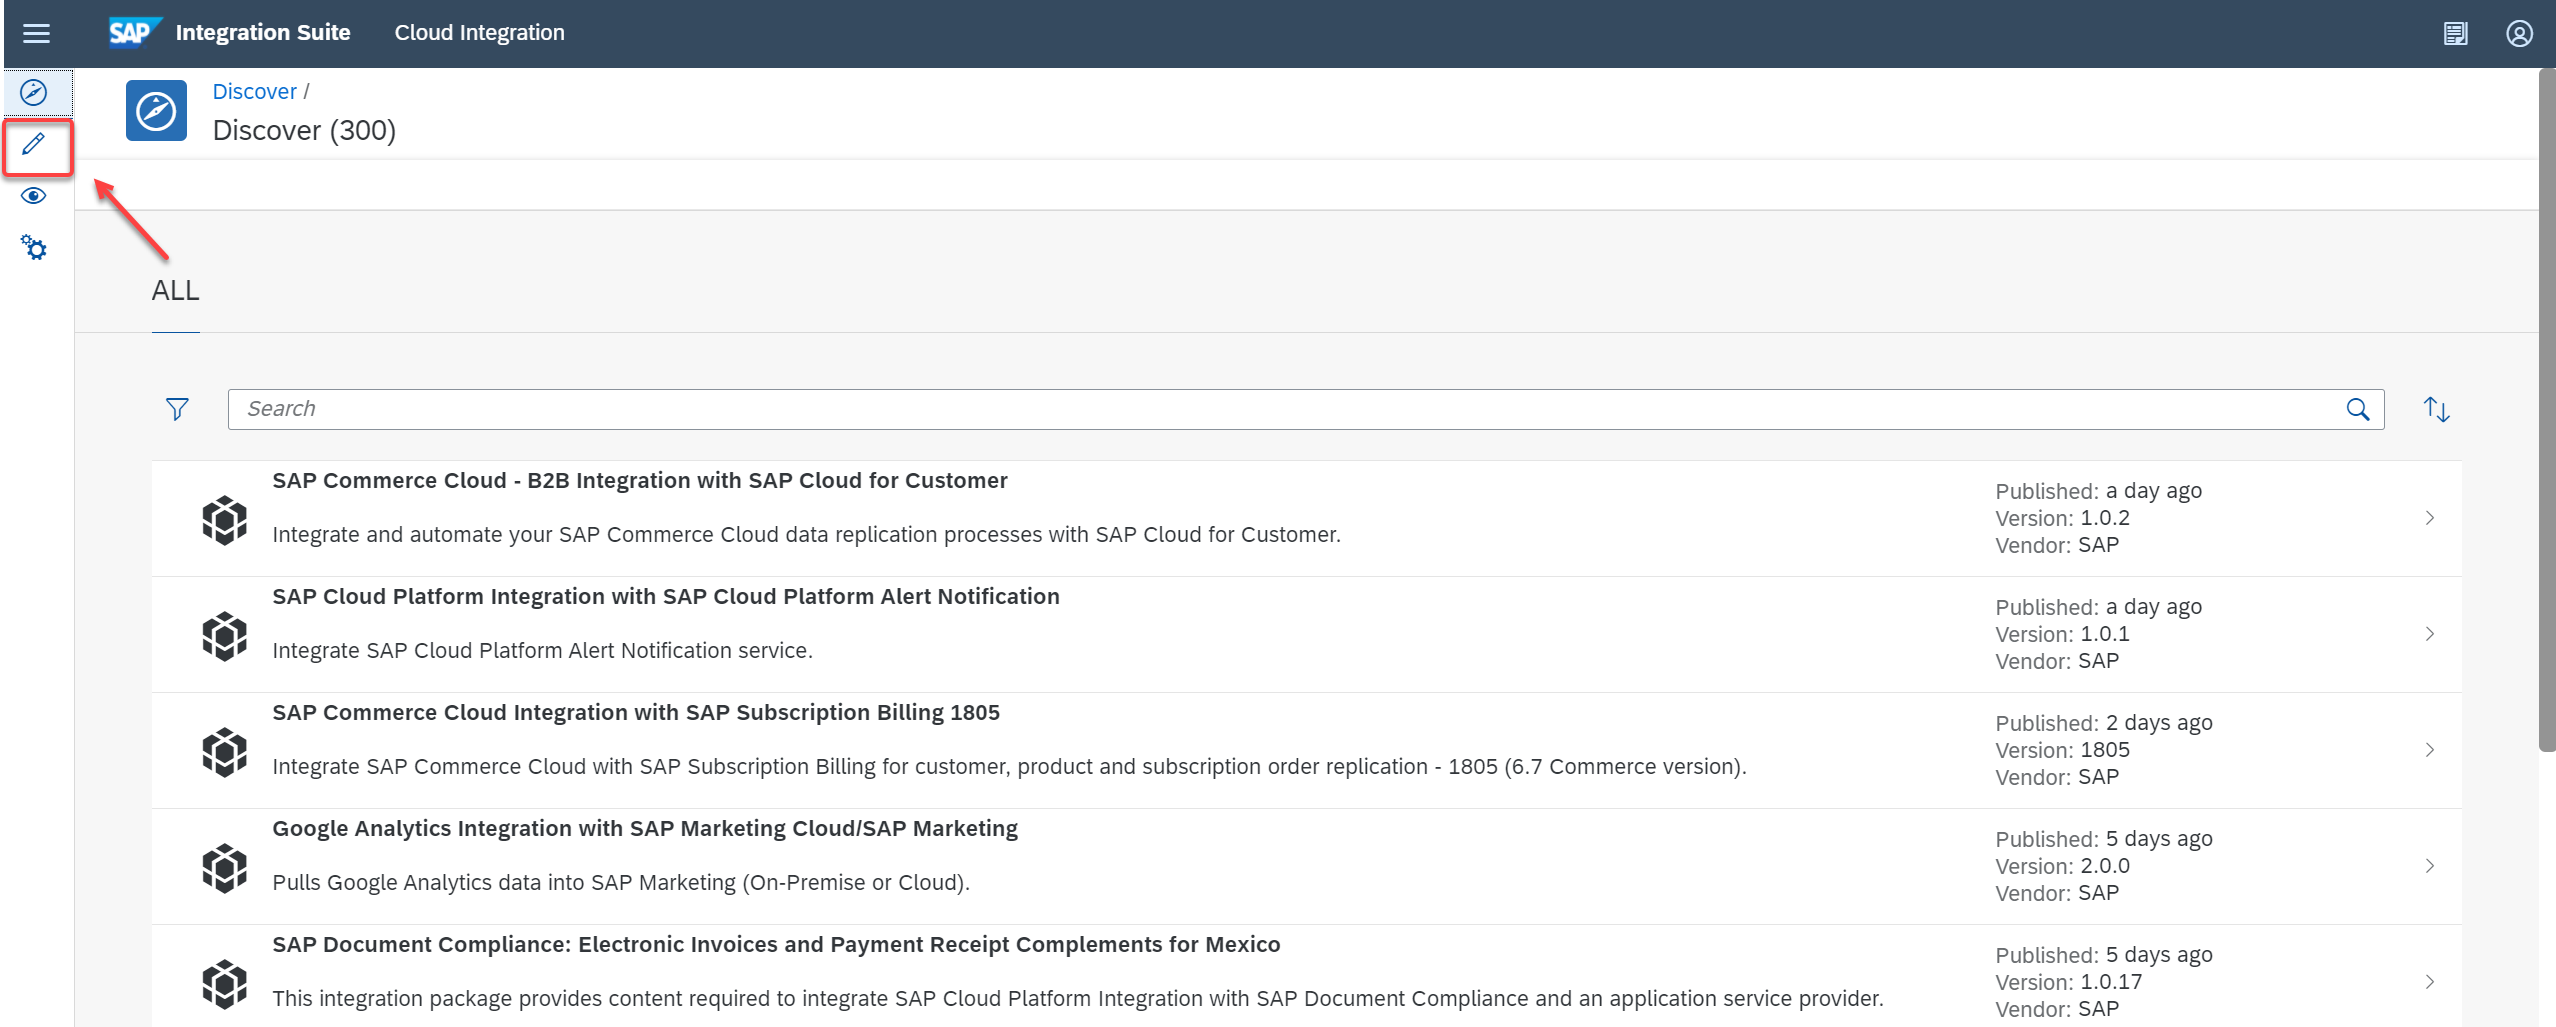 SAP Integration Suite Cloud Integration
Discover /
Discover (300)
ALL
Search
SAP Commerce Cloud - B2B Integration with SAP Cloud for Customer
Integrate and automate your SAP Commerce Cloud data replication processes with SAP Cloud for Customer.
Published: a day ago
Version: 1.0.2
Vendor: SAP
SAP Cloud Platform Integration with SAP Cloud Platform Alert Notification
Integrate SAP Cloud Platform Alert Notification service.
Published: a day ago
Version: 1.0.1
Vendor: SAP
SAP Commerce Cloud Integration with SAP Subscription Billing 1805
Integrate SAP Commerce Cloud with SAP Subscription Billing for customer, product and subscription order replication - 1805 (6.7 Commerce version).
Published: 2 days ago
Version: 1805
Vendor: SAP
Google Analytics Integration with SAP Marketing Cloud/SAP Marketing
Pulls Google Analytics data into SAP Marketing (On-Premise or Cloud).
Published: 5 days ago
Version: 2.0.0
Vendor: SAP
SAP Document Compliance: Electronic Invoices and Payment Receipt Complements for Mexico
This integration package provides content required to integrate SAP Cloud Platform Integration with SAP Document Compliance and an application service provider.
Published: 5 days ago
Version: 1.0.17
Vendor: SAP